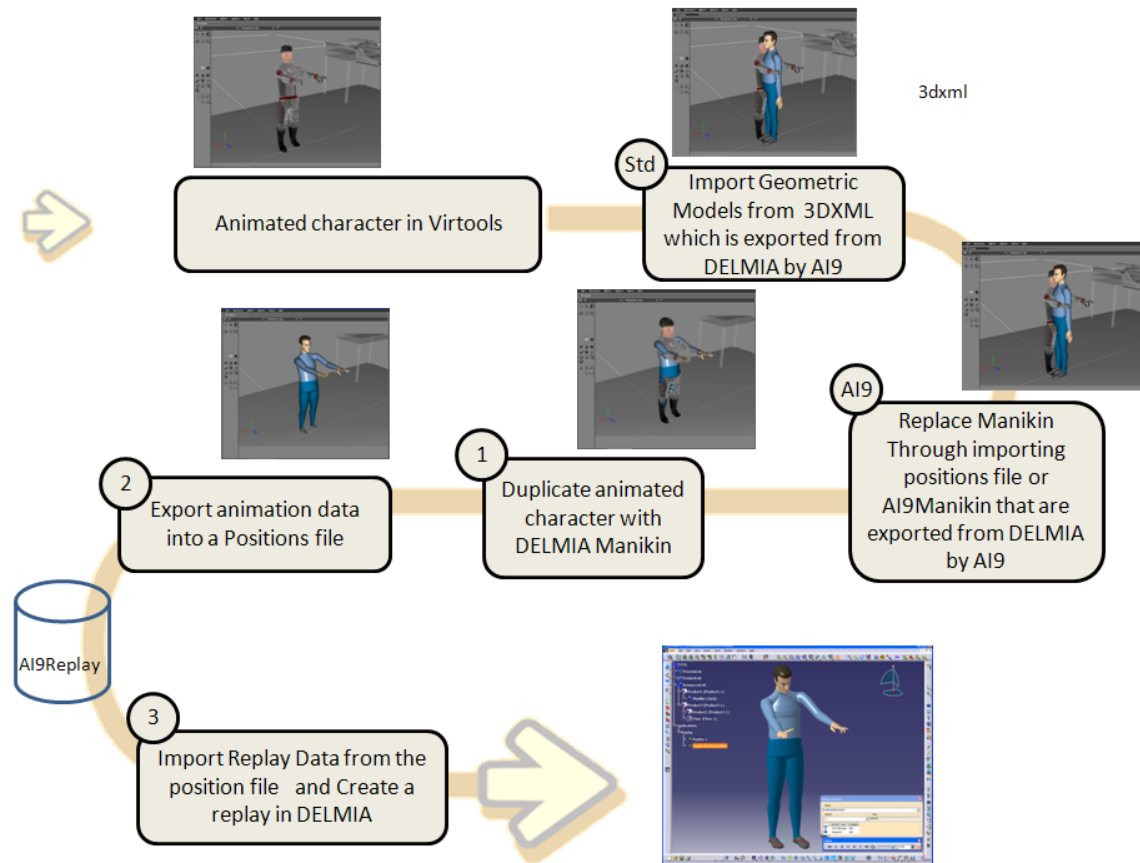 3dxml
Animated character in Virtools
Std
Import Geometric
Models from 3DXML
which is exported from
DELMIA by AI9
AI9
Replace Manikin
Through importing
positions file or
AI9Manikin that are
exported from DELMIA
by AI9
1
Duplicate animated
character with
DELMIA Manikin
2
Export animation data
into a Positions file
AI9Replay
3
Import Replay Data from the
position file and Create a
replay in DELMIA